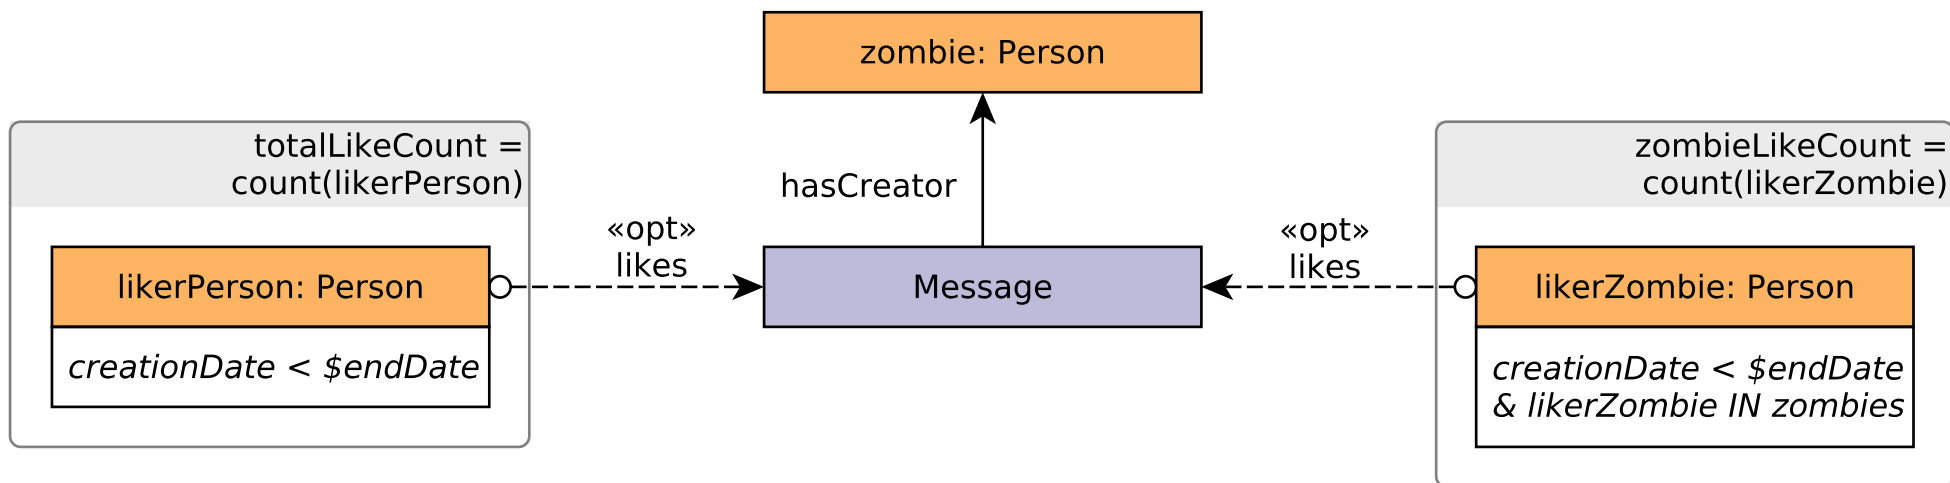 zombie: Person
totalLikeCount =
count(likerPerson)
zombieLikeCount =
count(likerZombie)
hasCreator
«opt»
likes
«opt»
likes
likerPerson: Person
Message
likerZombie: Person
creationDate < $endDate
creationDate < $endDate
& likerZombie IN zombies